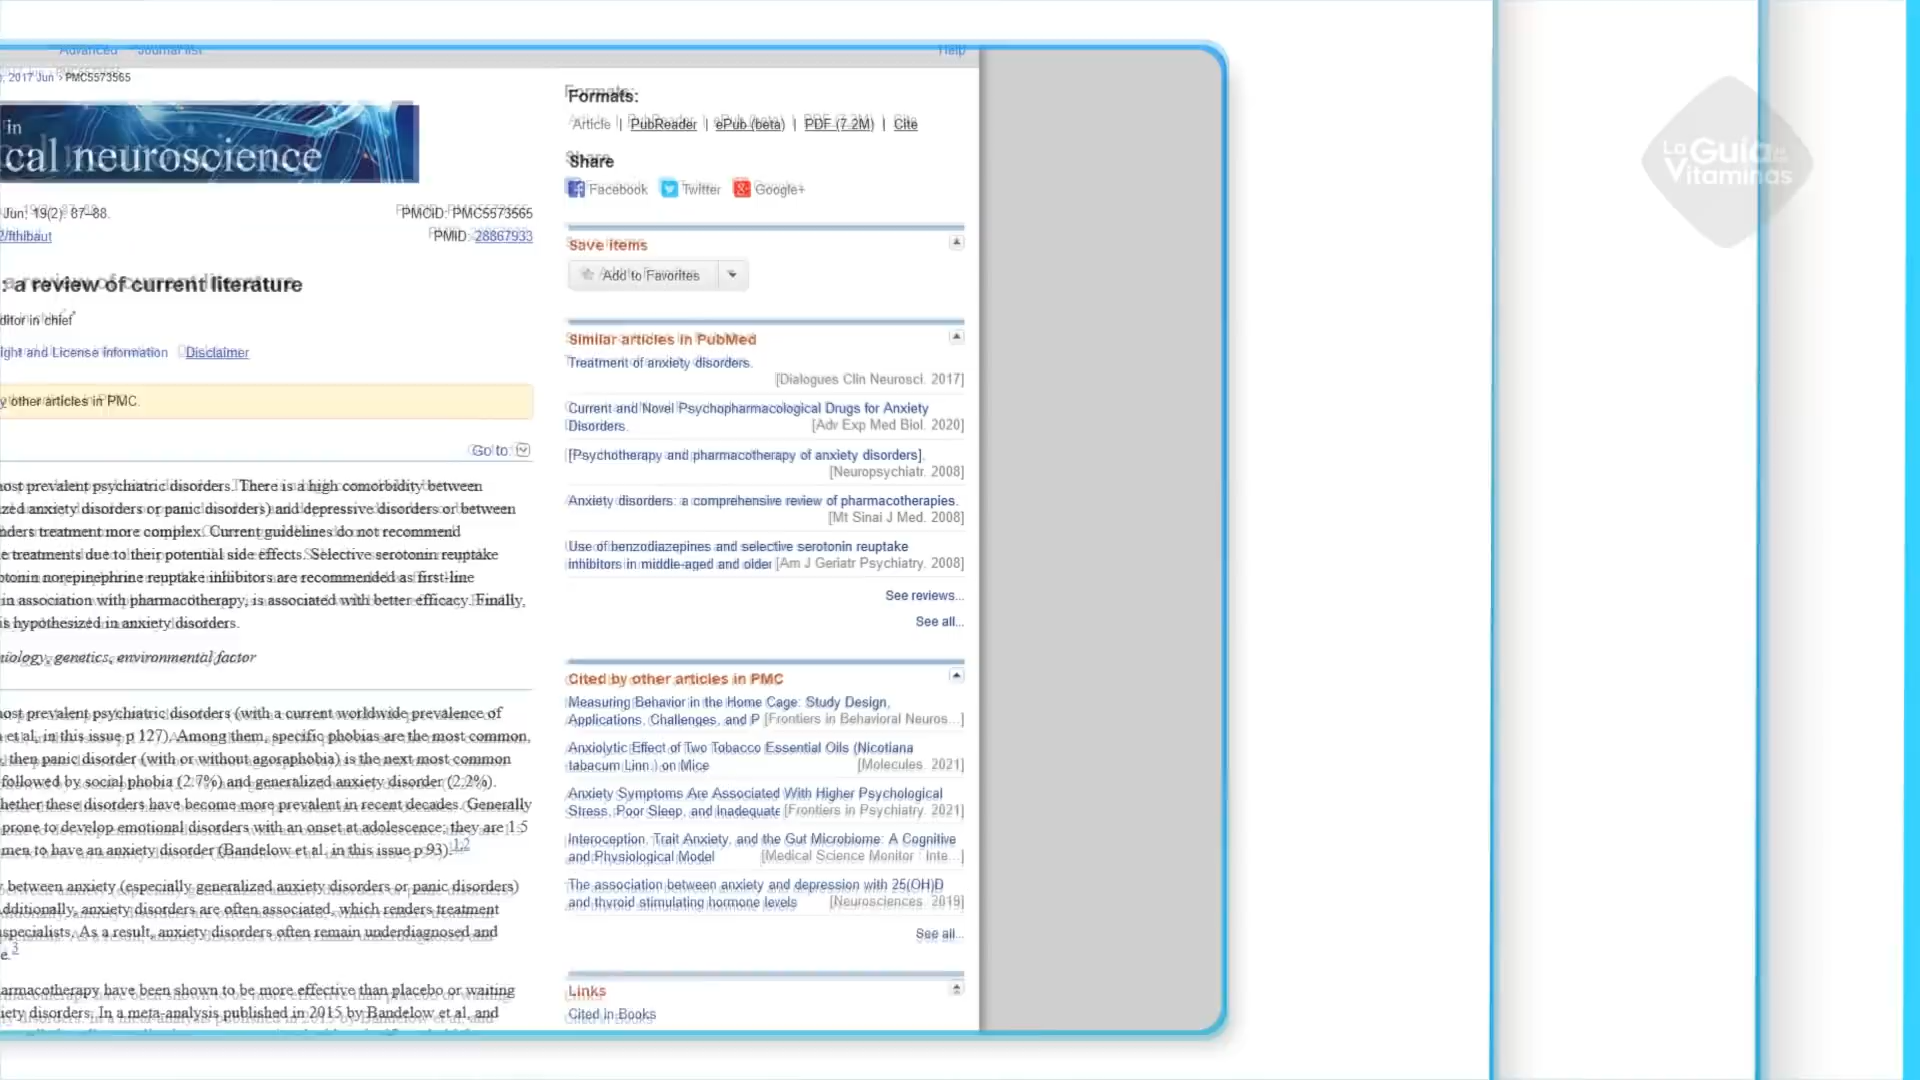 Advanced Journal list
Help
, 2017 Jun > PMC5573565
in
cal neuroscience
Jun; 19(2): 87–88.
PMCID: PMC5573565
/fthibaut
PMID: 28867933
: a review of current literature
in chief
and License information Disclaimer
other articles in PMC.
Go to:
most prevalent psychiatric disorders. There is a high comorbidity between
anxiety disorders or panic disorders) and depressive disorders or between
treatment more complex. Current guidelines do not recommend
treatments due to their potential side effects. Selective serotonin reuptake
norepinephrine reuptake inhibitors are recommended as first-line
in association with pharmacotherapy, is associated with better efficacy. Finally,
hypothesized in anxiety disorders.
genetics, environmental factor
most prevalent psychiatric disorders (with a current worldwide prevalence of
et al, in this issue p 127). Among them, specific phobias are the most common,
then panic disorder (with or without agoraphobia) is the next most common
followed by social phobia (2.7%) and generalized anxiety disorder (2.2%).
these disorders have become more prevalent in recent decades. Generally
prone to develop emotional disorders with an onset at adolescence; they are 1.5
men to have an anxiety disorder (Bandelow et al, in this issue p 93).1,2
between anxiety (especially generalized anxiety disorders or panic disorders)
anxiety disorders are often associated, which renders treatment
specialists. As a result, anxiety disorders often remain underdiagnosed and
e.3
have been shown to be more effective than placebo or waiting
disorders. In a meta-analysis published in 2015 by Bandelow et al, and
Formats:
Article | PubReader | ePub (beta) | PDF (7.2M) | Cite
Share
Facebook Twitter Google+
Save items
Add to Favorites
Similar articles in PubMed
Treatment of anxiety disorders.
[Dialogues Clin Neurosci. 2017]
Current and Novel Psychopharmacological Drugs for Anxiety
Disorders. [Adv Exp Med Biol. 2020]
[Psychotherapy and pharmacotherapy of anxiety disorders].
[Neuropsychiatr. 2008]
Anxiety disorders: a comprehensive review of pharmacotherapies.
[Mt Sinai J Med. 2008]
Use of benzodiazepines and selective serotonin reuptake
inhibitors in middle-aged and older [Am J Geriatr Psychiatry. 2008]
See reviews...
See all...
Cited by other articles in PMC
Measuring Behavior in the Home Cage: Study Design,
Applications, Challenges, and P [Frontiers in Behavioral Neuros...]
Anxiolytic Effect of Two Tobacco Essential Oils (Nicotiana
tabacum Linn.) on Mice [Molecules. 2021]
Anxiety Symptoms Are Associated With Higher Psychological
Stress, Poor Sleep, and Inadequate [Frontiers in Psychiatry. 2021]
Interoception, Trait Anxiety, and the Gut Microbiome: A Cognitive
and Physiological Model [Medical Science Monitor : Inte...]
The association between anxiety and depression with 25(OH)D
and thyroid stimulating hormone levels [Neurosciences. 2019]
See all...
Links
Cited in Books
La Guía de las
Vitaminas